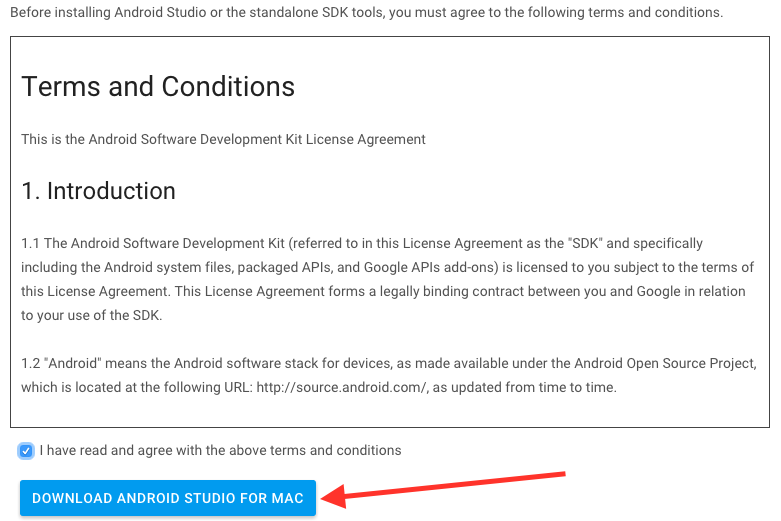 Before installing Android Studio or the standalone SDK tools, you must agree to the following terms and conditions.
Terms and Conditions
This is the Android Software Development Kit License Agreement
1. Introduction
1.1 The Android Software Development Kit (referred to in this License Agreement as the "SDK" and specifically
including the Android system files, packaged APIs, and Google APIs add-ons) is licensed to you subject to the terms of
this License Agreement. This License Agreement forms a legally binding contract between you and Google in relation
to your use of the SDK.
1.2 "Android" means the Android software stack for devices, as made available under the Android Open Source Project,
which is located at the following URL: http://source.android.com/, as updated from time to time.
I have read and agree with the above terms and conditions
DOWNLOAD ANDROID STUDIO FOR MAC